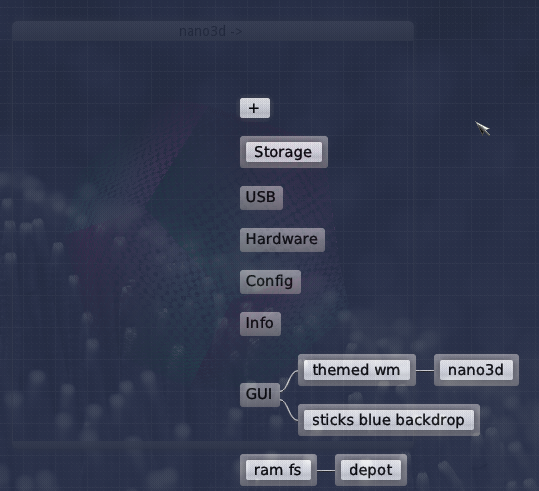 nano3d ->
+
Storage
USB
Hardware
Config
Info
themed wm nano3d
GUI
sticks blue backdrop
ram fs depot